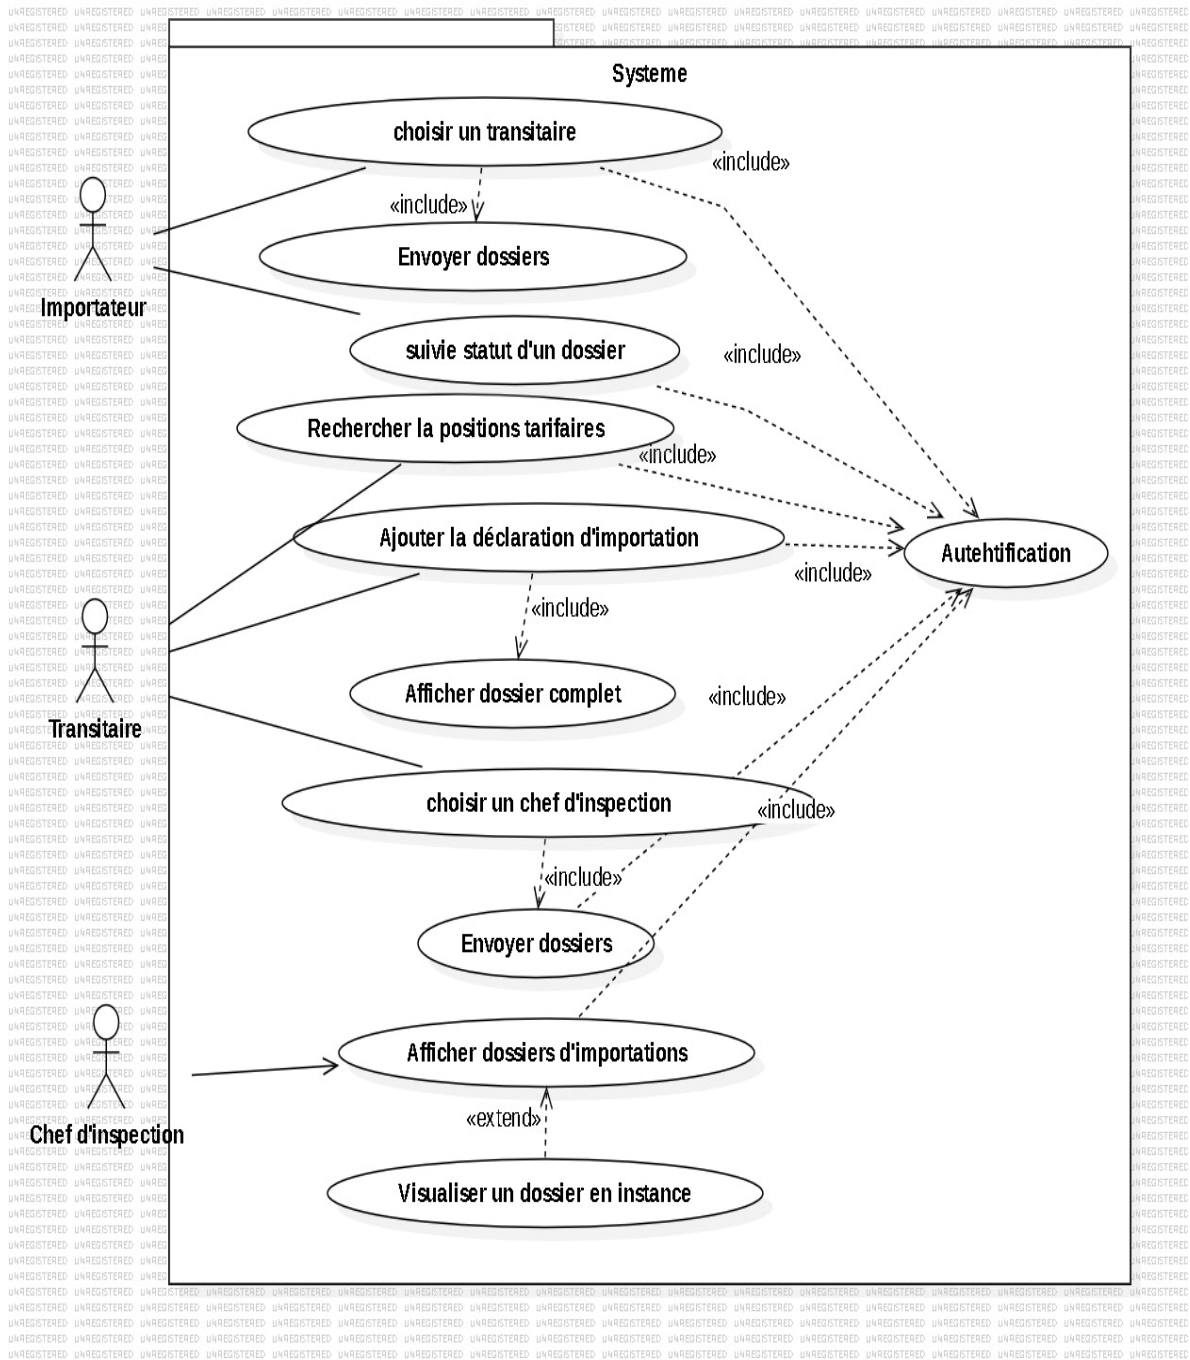 Systeme
choisir un transitaire
«include»
«include»
Envoyer dossiers
Importateur
suivie statut d'un dossier
«include»
Rechercher la positions tarifaires
«include»
Ajouter la déclaration d'importation
Autehtification
«include»
«include»
Afficher dossier complet
«include»
Transitaire
choisir un chef d'inspection
«include»
«include»
Envoyer dossiers
Afficher dossiers d'importations
«extend»
Chef d'inspection
Visualiser un dossier en instance
UNREGISTERED